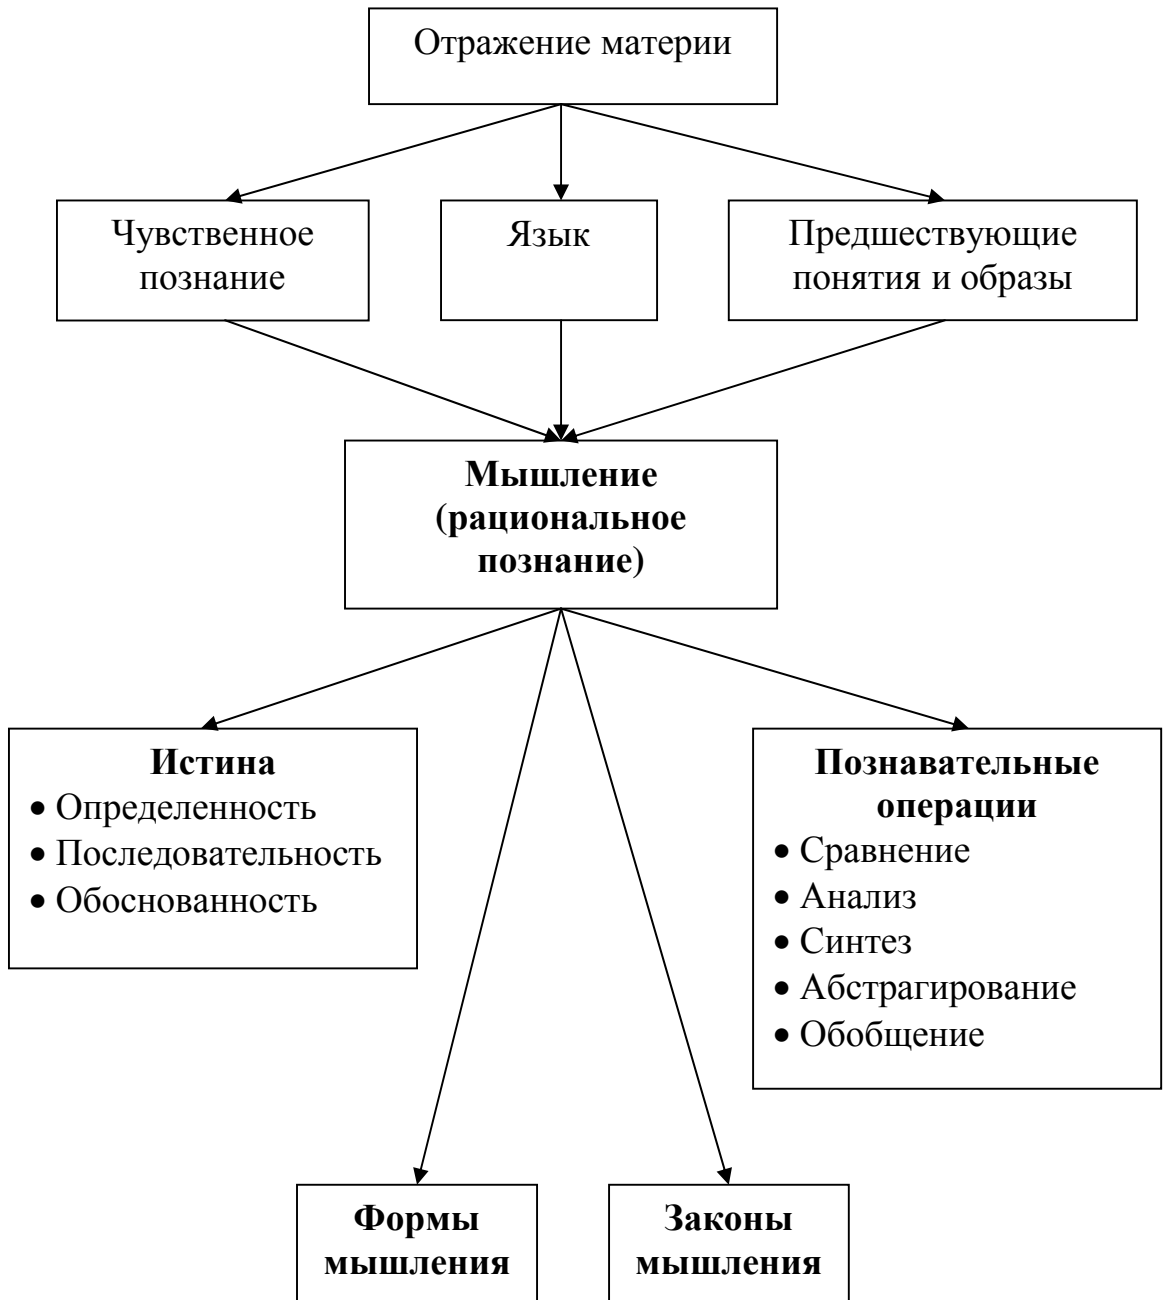 Отражение материи
Чувственное
познание
Язык
Предшествующие
понятия и образы
Мышление
(рациональное
познание)
Истина
• Определенность
• Последовательность
• Обоснованность
Познавательные
операции
• Сравнение
• Анализ
• Синтез
• Абстрагирование
• Обобщение
Формы
мышления
Законы
мышления